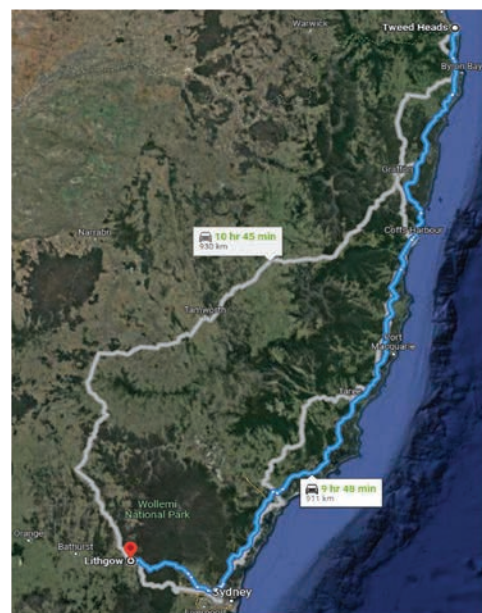 Warwick
Tweed Heads
Byron Bay
Grafton
Coffs Harbour
10 hr 45 min
930 km
Narrabri
Tamworth
Port
Macquarie
Taree
9 hr 48 min
911 km
Wollemi
National Park
Orange
Bathurst
Lithgow
Sydney